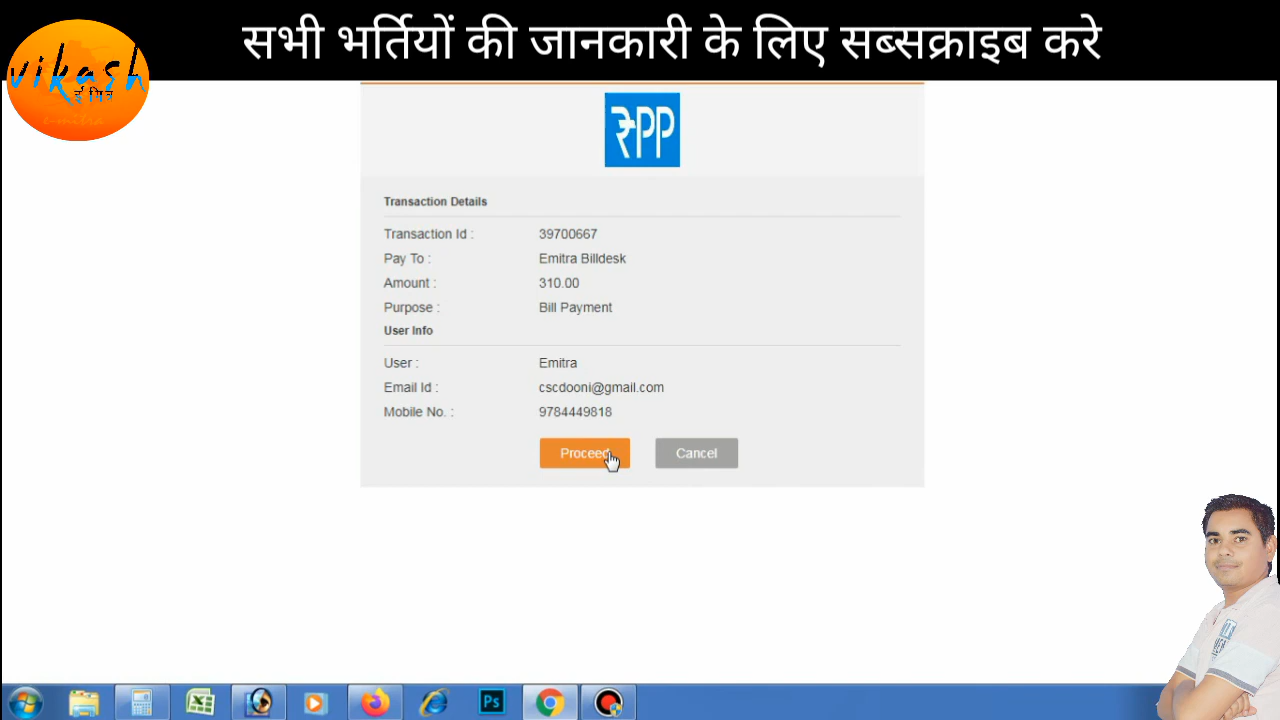 सभी भर्तियों की जानकारी के लिए सब्सक्राइब करे
vikash
ई मित्र
e-mitra
₹PP
Transaction Details
Transaction Id : 39700667
Pay To : Emitra Billdesk
Amount : 310.00
Purpose : Bill Payment
User Info
User : Emitra
Email Id : cscdooni@gmail.com
Mobile No. : 9784449818
Proceed Cancel
Ps